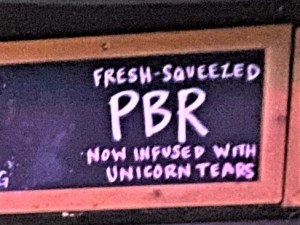 FRESH-SQUEEZED
PBR
NOW INFUSED WITH
UNICORN TEARS
G